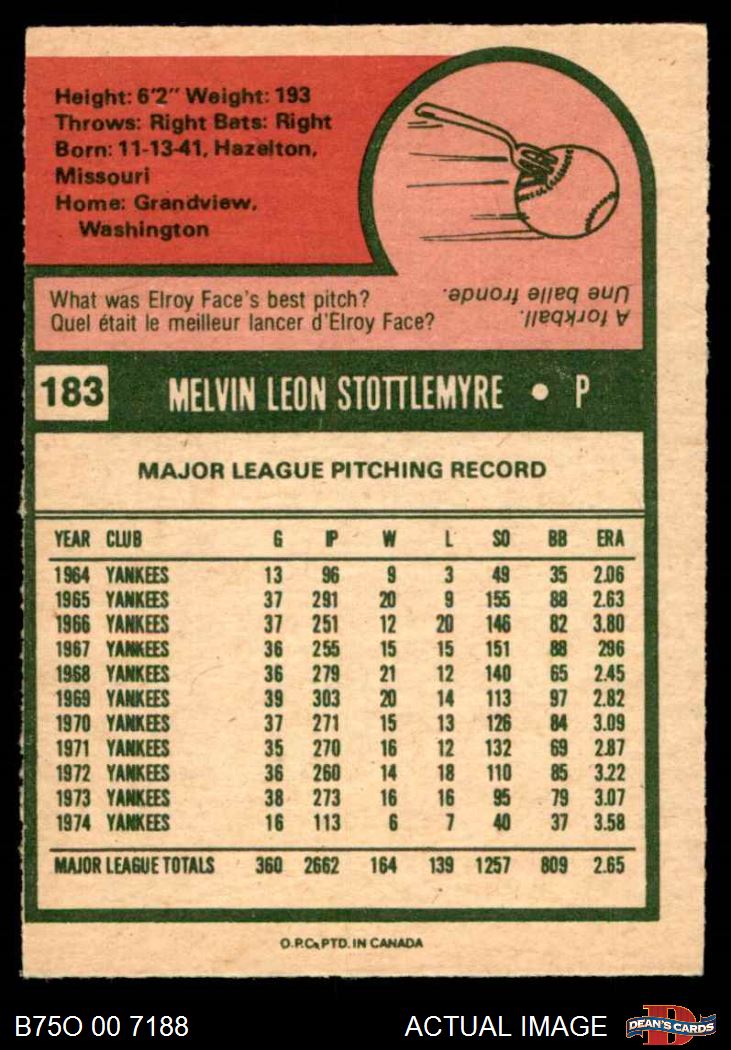 Height: 6'2" Weight: 193
Throws: Right Bats: Right
Born: 11-13-41, Hazelton,
Missouri
Home: Grandview,
Washington
What was Elroy Face's best pitch?
Quel était le meilleur lancer d'Elroy Face?
A forkball.
Une balle fronde.
183 MELVIN LEON STOTTLEMYRE • P
MAJOR LEAGUE PITCHING RECORD
YEAR CLUB G IP W L SO BB ERA
1964 YANKEES 13 96 9 3 49 35 2.06
1965 YANKEES 37 291 20 9 155 88 2.63
1966 YANKEES 37 251 12 20 146 82 3.80
1967 YANKEES 36 255 15 15 151 88 296
1968 YANKEES 36 279 21 12 140 65 2.45
1969 YANKEES 39 303 20 14 113 97 2.82
1970 YANKEES 37 271 15 13 126 84 3.09
1971 YANKEES 35 270 16 12 132 69 2.87
1972 YANKEES 36 260 14 18 110 85 3.22
1973 YANKEES 38 273 16 16 95 79 3.07
1974 YANKEES 16 113 6 7 40 37 3.58
MAJOR LEAGUE TOTALS 360 2662 164 139 1257 809 2.65
O.P.C. PTD. IN CANADA
B75O 00 7188 ACTUAL IMAGE DEAN'S CARDS